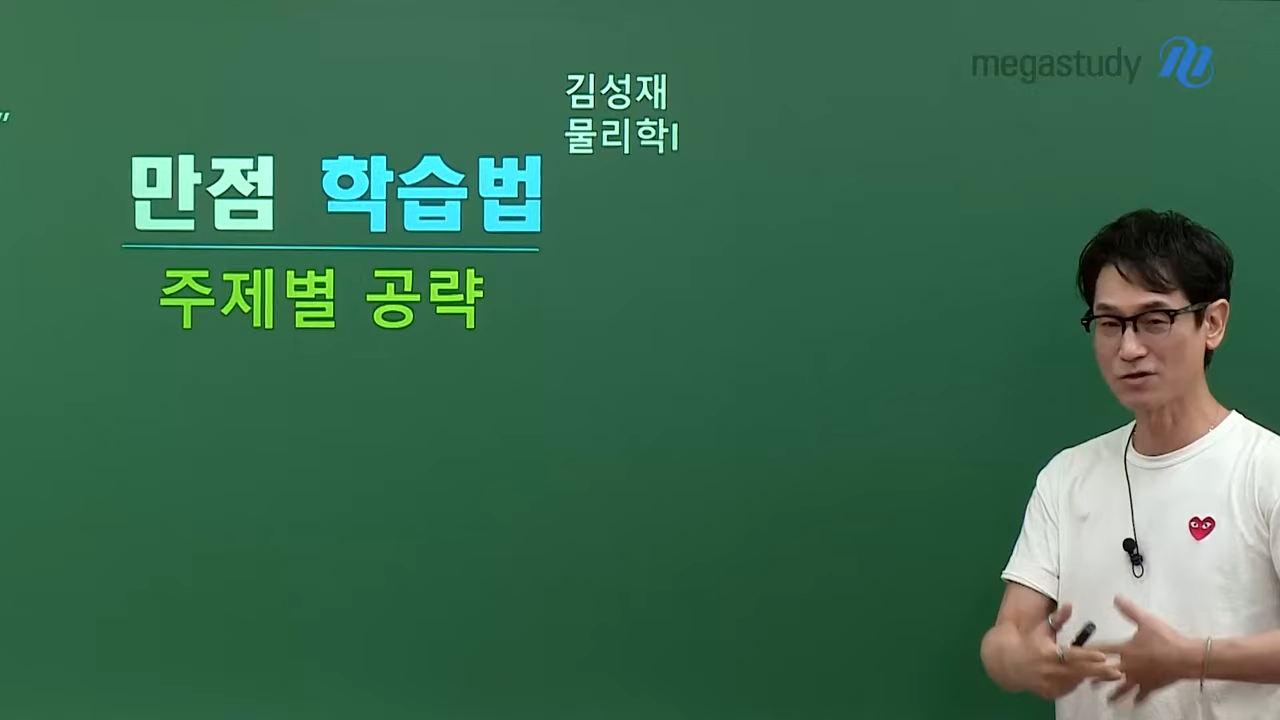 megastudy
김성재
물리학I
만점 학습법
주제별 공략